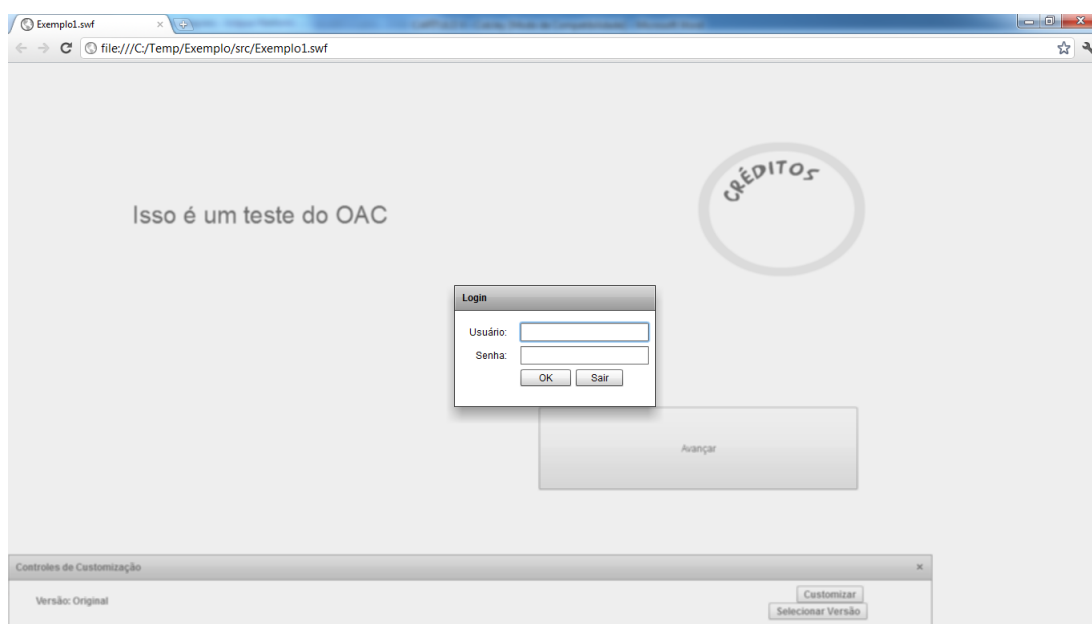 Exemplo1.swf
file:///C:/Temp/Exemplo/src/Exemplo1.swf
CRÉDITOS
Isso é um teste do OAC
Login
Usuário:
Senha:
OK Sair
Avançar
Controles de Customização
Versão: Original
Customizar
Selecionar Versão